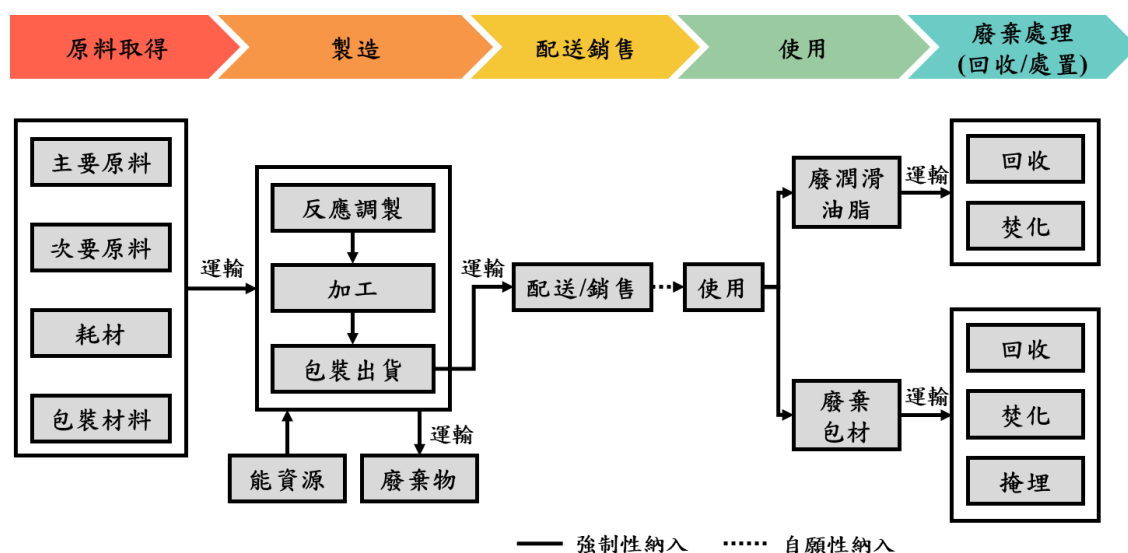 原料取得
製造
配送銷售
使用
廢棄處理
(回收/處置)
主要原料
次要原料
耗材
包裝材料
運輸
反應調製
加工
包裝出貨
能資源
運輸
廢棄物
運輸
配送/銷售
使用
廢潤滑
油脂
運輸
回收
焚化
廢棄
包材
運輸
回收
焚化
掩埋
強制性納入
自願性納入